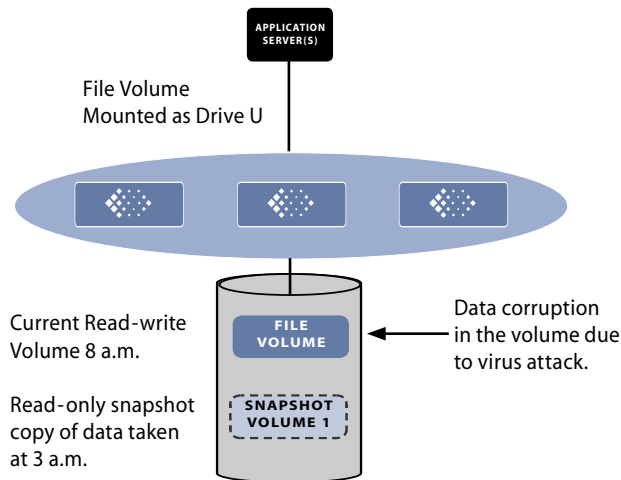 APPLICATION
SERVER(S)
File Volume
Mounted as Drive U
Current Read-write
Volume 8 a.m.
FILE
VOLUME
Data corruption
in the volume due
to virus attack.
Read-only snapshot
copy of data taken
at 3 a.m.
SNAPSHOT
VOLUME 1